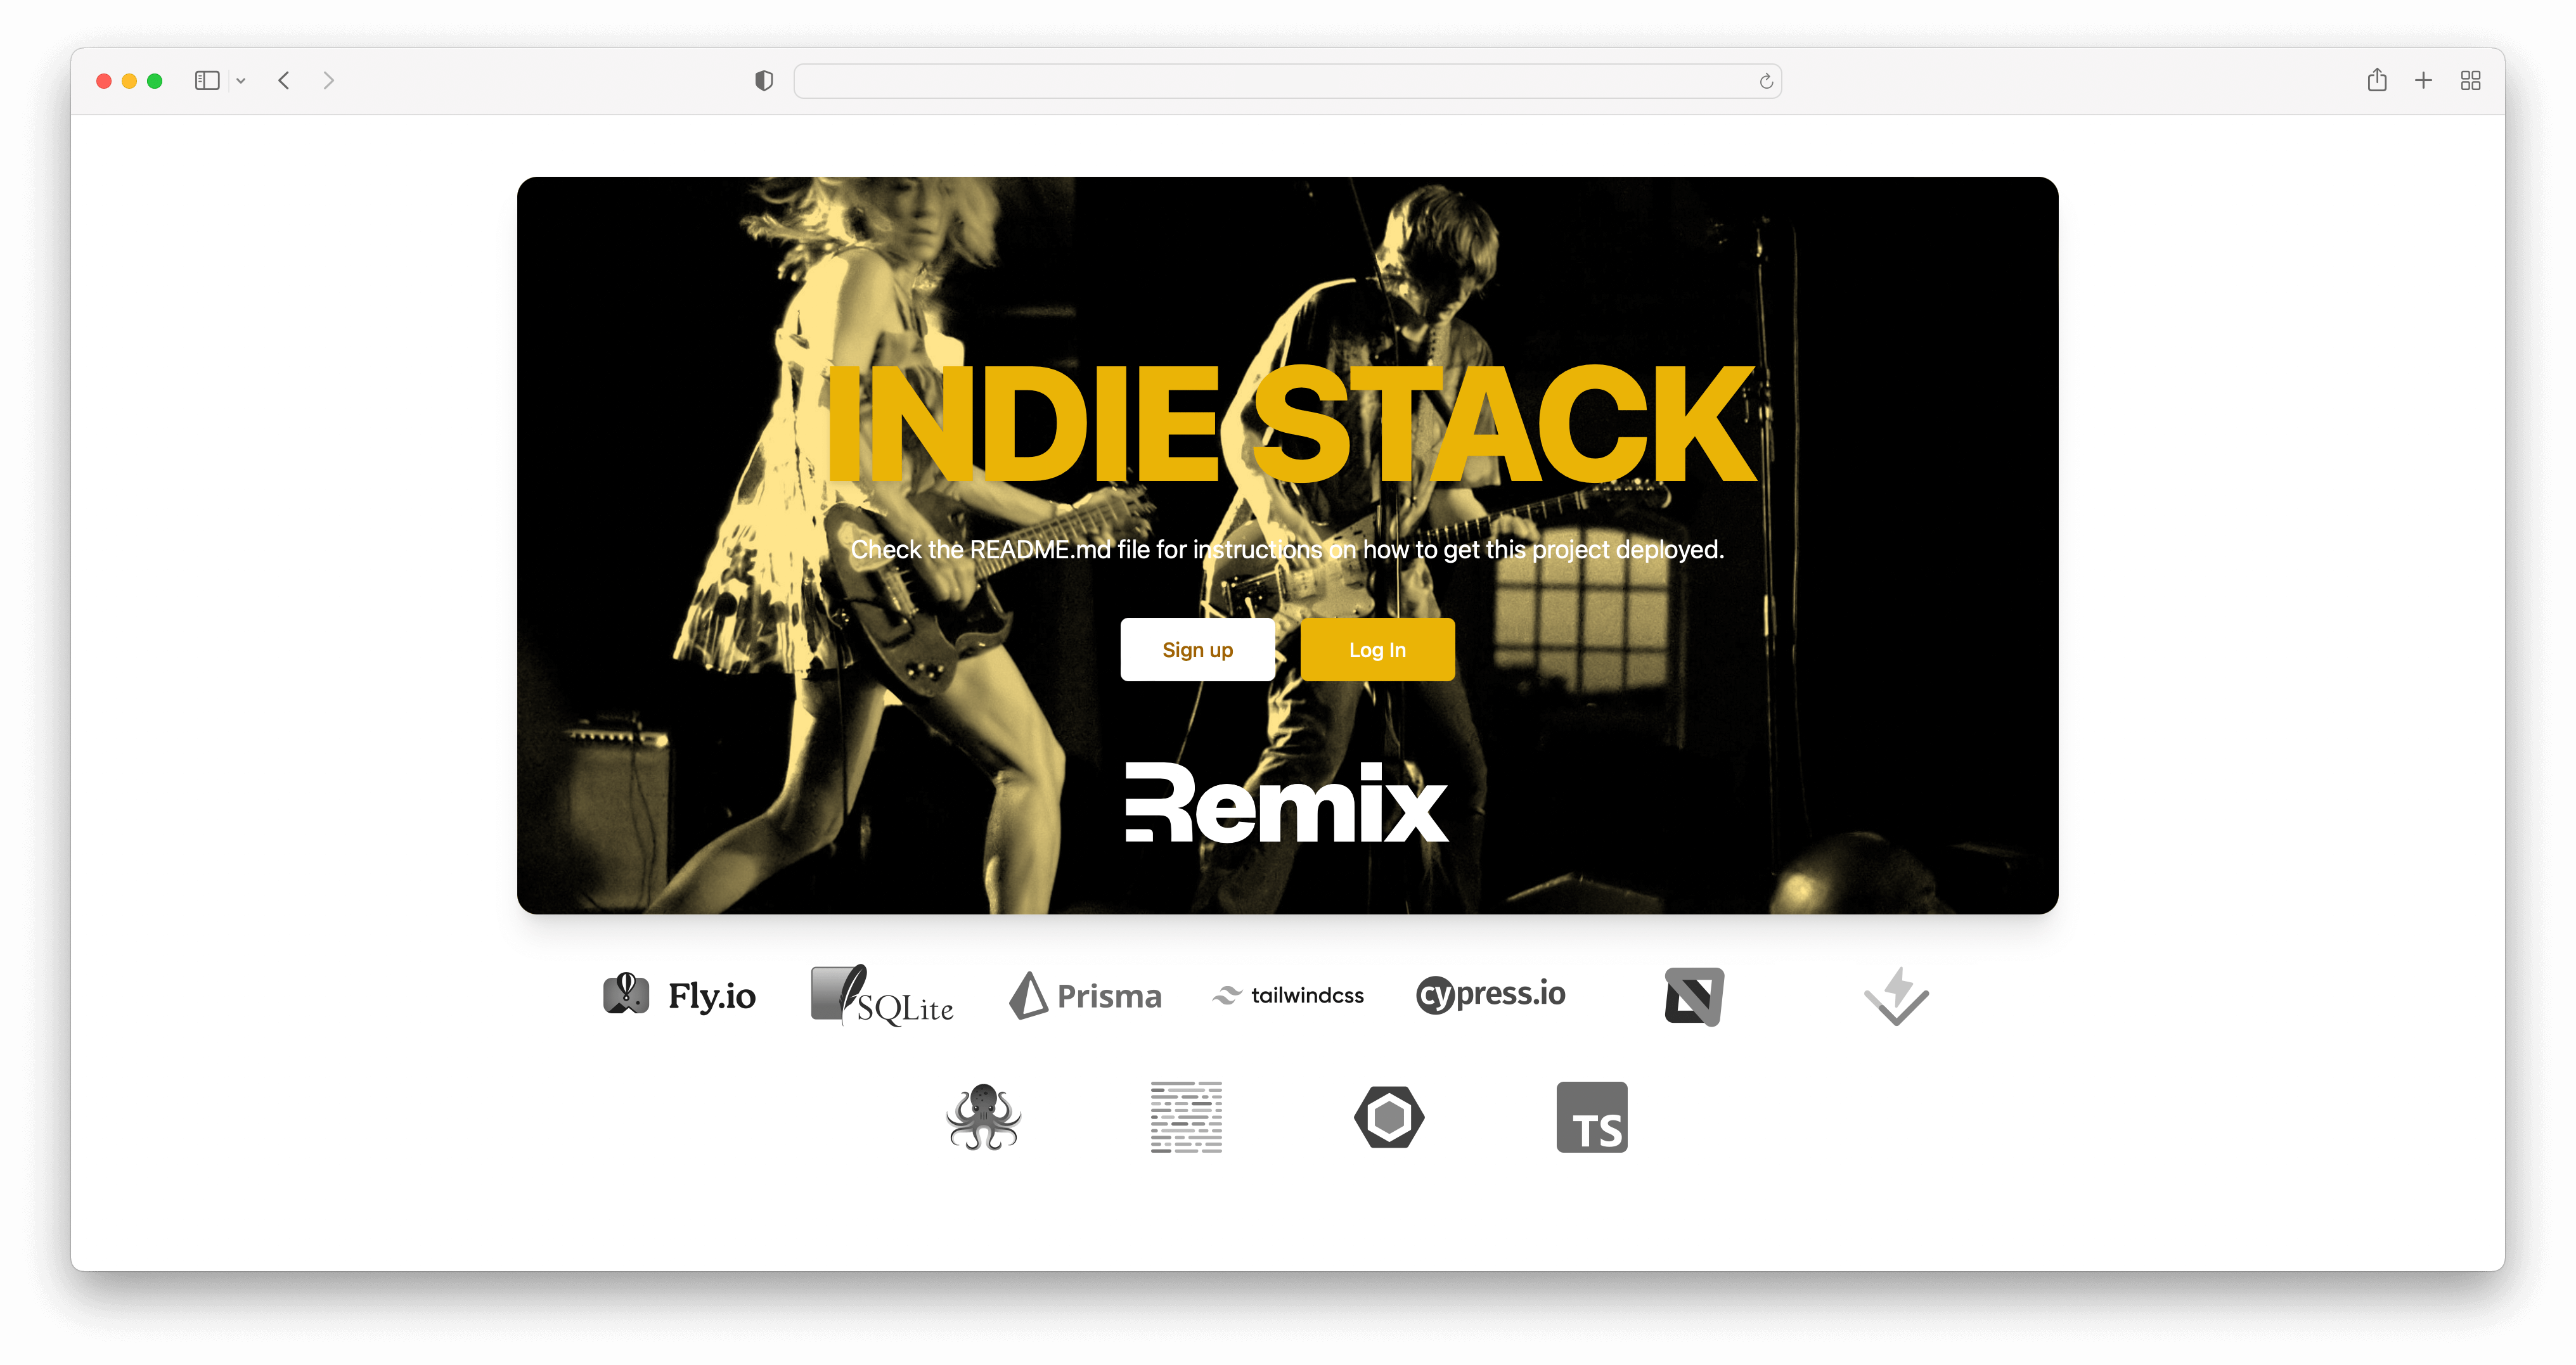 INDIE STACK
Check the README.md file for instructions on how to get this project deployed.
Sign up
Log In
Remix
Fly.io
SQLite
Prisma
tailwindcss
cypress.io
TS